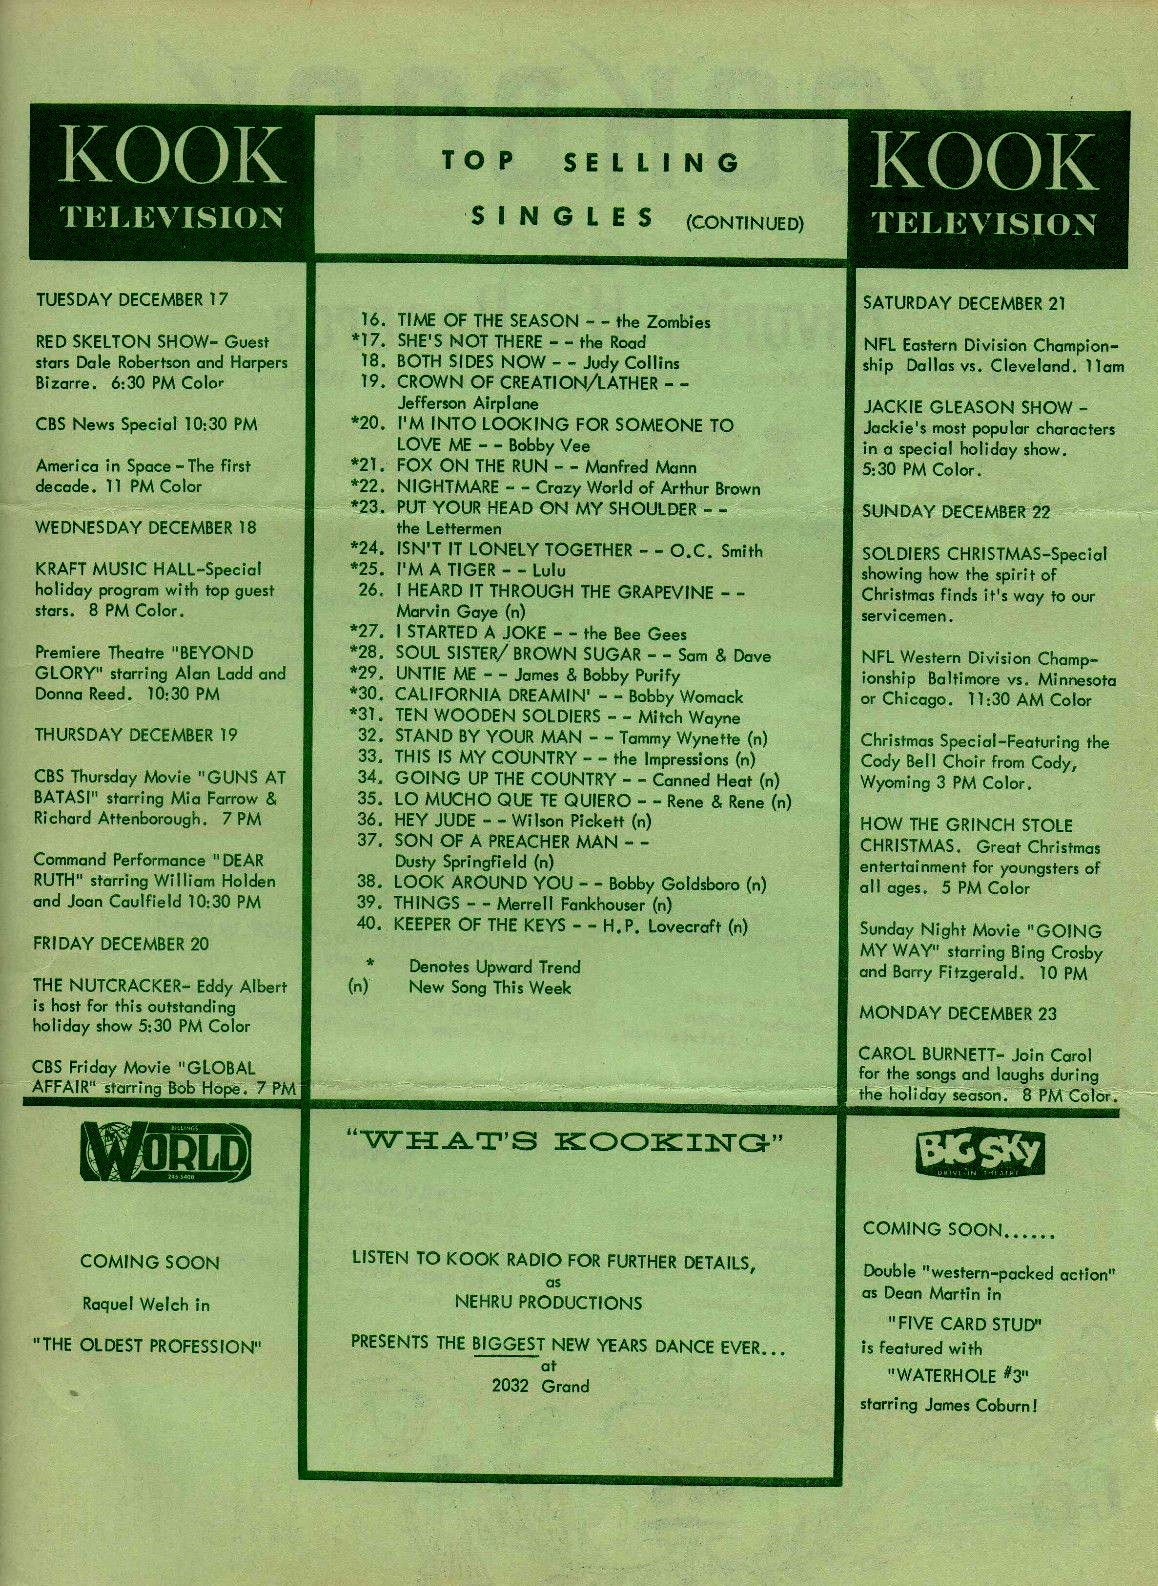 KOOK
TELEVISION
TUESDAY DECEMBER 17
RED SKELTON SHOW- Guest
stars Dale Robertson and Harpers
Bizarre. 6:30 PM Color
CBS News Special 10:30 PM
America in Space - The first
decade. 11 PM Color
WEDNESDAY DECEMBER 18
KRAFT MUSIC HALL-Special
holiday program with top guest
stars. 8 PM Color.
Premiere Theatre "BEYOND
GLORY" starring Alan Ladd and
Donna Reed. 10:30 PM
THURSDAY DECEMBER 19
CBS Thursday Movie "GUNS AT
BATASI" starring Mia Farrow &
Richard Attenborough. 7 PM
Command Performance "DEAR
RUTH" starring William Holden
and Joan Caulfield 10:30 PM
FRIDAY DECEMBER 20
THE NUTCRACKER- Eddy Albert
is host for this outstanding
holiday show 5:30 PM Color
CBS Friday Movie "GLOBAL
AFFAIR" starring Bob Hope. 7 PM
TOP SELLING
SINGLES (CONTINUED)
16. TIME OF THE SEASON - - the Zombies
*17. SHE'S NOT THERE - - the Road
18. BOTH SIDES NOW - - Judy Collins
19. CROWN OF CREATION/LATHER - -
Jefferson Airplane
*20. I'M INTO LOOKING FOR SOMEONE TO
LOVE ME - - Bobby Vee
*21. FOX ON THE RUN - - Manfred Mann
*22. NIGHTMARE - - Crazy World of Arthur Brown
*23. PUT YOUR HEAD ON MY SHOULDER - -
the Lettermen
*24. ISN'T IT LONELY TOGETHER - - O.C. Smith
*25. I'M A TIGER - - Lulu
26. I HEARD IT THROUGH THE GRAPEVINE - -
Marvin Gaye (n)
*27. I STARTED A JOKE - - the Bee Gees
*28. SOUL SISTER/ BROWN SUGAR - - Sam & Dave
*29. UNTIE ME - - James & Bobby Purify
*30. CALIFORNIA DREAMIN' - - Bobby Womack
*31. TEN WOODEN SOLDIERS - - Mitch Wayne
32. STAND BY YOUR MAN - - Tammy Wynette (n)
33. THIS IS MY COUNTRY - - the Impressions (n)
34. GOING UP THE COUNTRY - - Canned Heat (n)
35. LO MUCHO QUE TE QUIERO - - Rene & Rene (n)
36. HEY JUDE - - Wilson Pickett (n)
37. SON OF A PREACHER MAN - -
Dusty Springfield (n)
38. LOOK AROUND YOU - - Bobby Goldsboro (n)
39. THINGS - - Merrell Fankhouser (n)
40. KEEPER OF THE KEYS - - H.P. Lovecraft (n)
* Denotes Upward Trend
(n) New Song This Week
KOOK
TELEVISION
SATURDAY DECEMBER 21
NFL Eastern Division Champion-
ship Dallas vs. Cleveland. 11am
JACKIE GLEASON SHOW -
Jackie's most popular characters
in a special holiday show.
5:30 PM Color.
SUNDAY DECEMBER 22
SOLDIERS CHRISTMAS-Special
showing how the spirit of
Christmas finds it's way to our
servicemen.
NFL Western Division Champ-
ionship Baltimore vs. Minnesota
or Chicago. 11:30 AM Color
Christmas Special-Featuring the
Cody Bell Choir from Cody,
Wyoming 3 PM Color.
HOW THE GRINCH STOLE
CHRISTMAS. Great Christmas
entertainment for youngsters of
all ages. 5 PM Color
Sunday Night Movie "GOING
MY WAY" starring Bing Crosby
and Barry Fitzgerald. 10 PM
MONDAY DECEMBER 23
CAROL BURNETT- Join Carol
for the songs and laughs during
the holiday season. 8 PM Color.
BILLINGS
WORLD
245-5400
COMING SOON
Raquel Welch in
"THE OLDEST PROFESSION"
"WHAT'S KOOKING"
LISTEN TO KOOK RADIO FOR FURTHER DETAILS,
as
NEHRU PRODUCTIONS
PRESENTS THE BIGGEST NEW YEARS DANCE EVER...
at
2032 Grand
BIG SKY
DRIVE-IN THEATRE
COMING SOON......
Double "western-packed action"
as Dean Martin in
"FIVE CARD STUD"
is featured with
"WATERHOLE #3"
starring James Coburn!